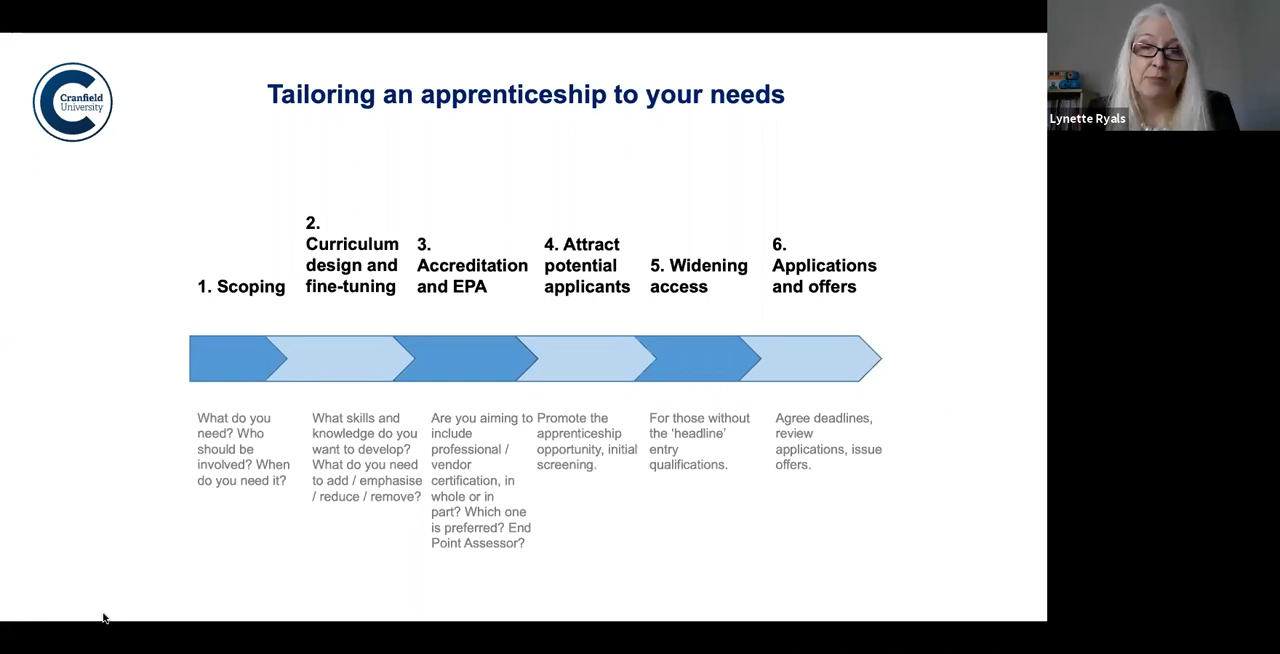 Cranfield
University
Tailoring an apprenticeship to your needs
1. Scoping
2.
Curriculum
design and
fine-tuning
3.
Accreditation
and EPA
4. Attract
potential
applicants
5. Widening
access
6.
Applications
and offers
What do you
need? Who
should be
involved? When
do you need it?
What skills and
knowledge do you
want to develop?
What do you need
to add / emphasise
/ reduce / remove?
Are you aiming to
include
professional /
vendor
certification, in
whole or in
part? Which one
is preferred? End
Point Assessor?
Promote the
apprenticeship
opportunity, initial
screening.
For those without
the ‘headline’
entry
qualifications.
Agree deadlines,
review
applications, issue
offers.
Lynette Ryals